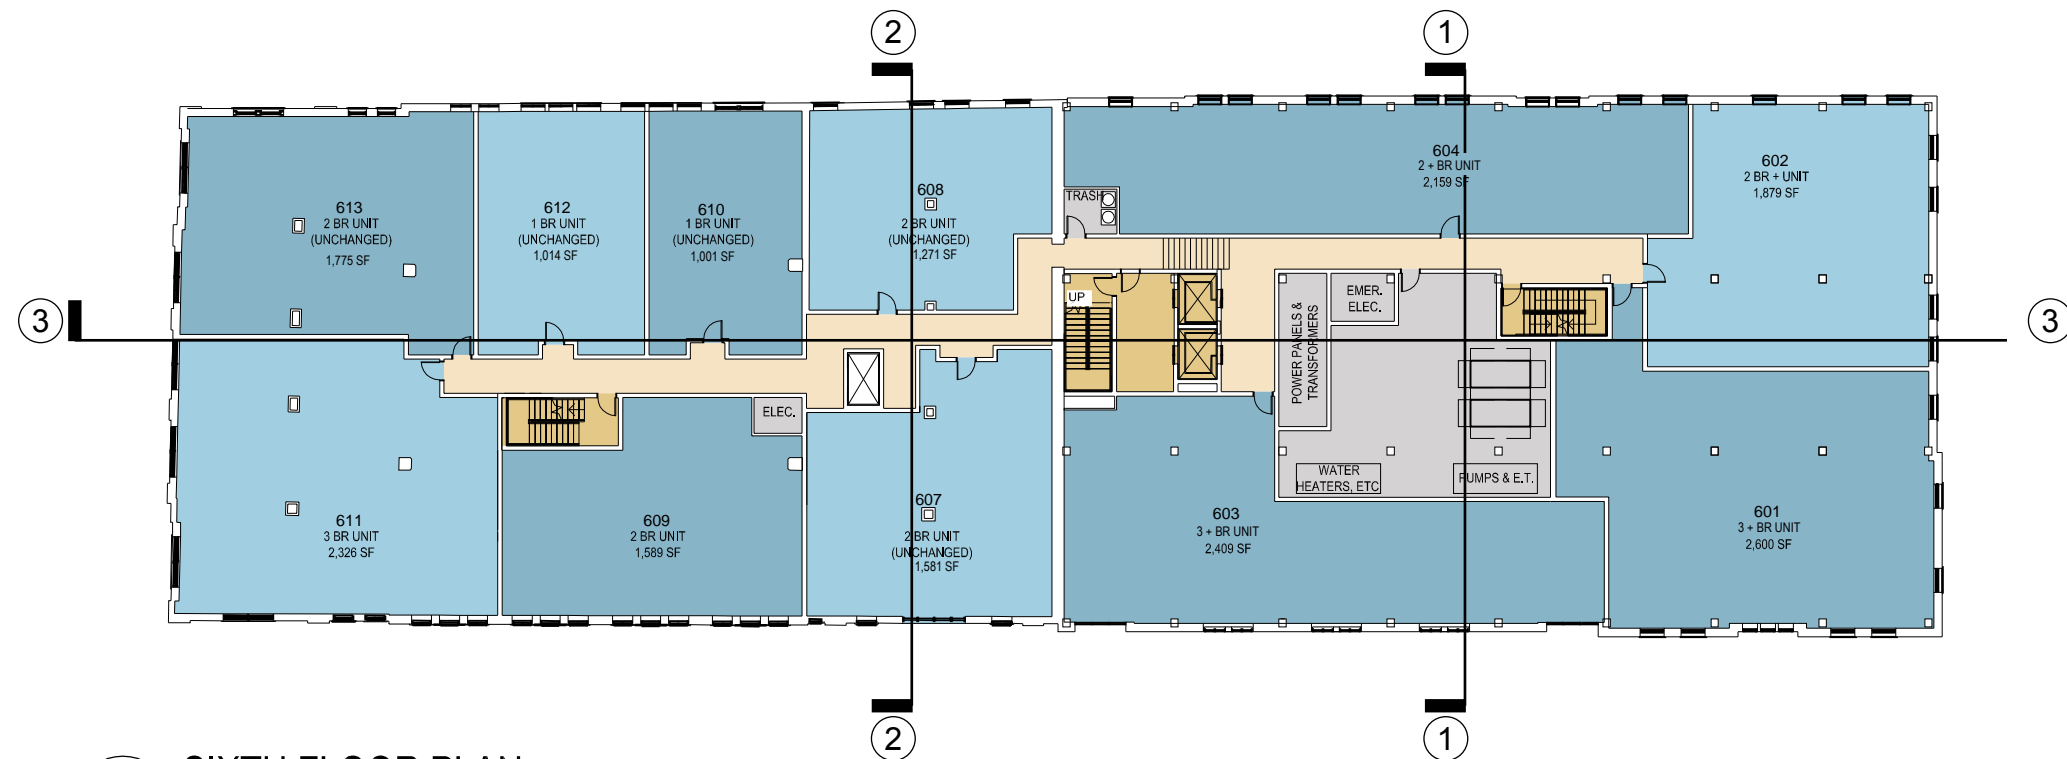 2
1
604
2 + BR UNIT
2,159 SF
602
2 BR + UNIT
1,879 SF
613
2 BR UNIT
(UNCHANGED)
1,775 SF
612
1 BR UNIT
(UNCHANGED)
1,014 SF
610
1 BR UNIT
(UNCHANGED)
1,001 SF
608
2 BR UNIT
(UNCHANGED)
1,271 SF
TRASH
UP
POWER PANELS &
TRANSFORMERS
EMER.
ELEC.
3
3
ELEC.
WATER
HEATERS, ETC
PUMPS & E.T.
611
3 BR UNIT
2,326 SF
609
2 BR UNIT
1,589 SF
607
2 BR UNIT
(UNCHANGED)
1,581 SF
603
3 + BR UNIT
2,409 SF
601
3 + BR UNIT
2,600 SF
2
1
SIXTH FLOOR PLAN